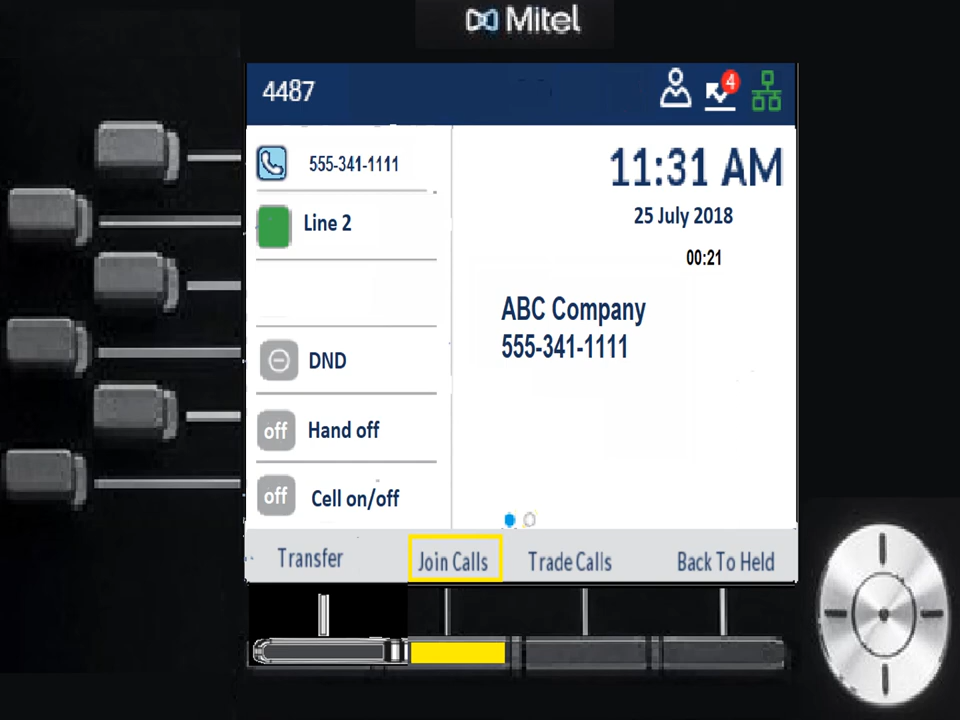 Mitel
4487
4
555-341-1111
Line 2
DND
off Hand off
off Cell on/off
11:31 AM
25 July 2018
00:21
ABC Company
555-341-1111
Transfer Join Calls Trade Calls Back To Held